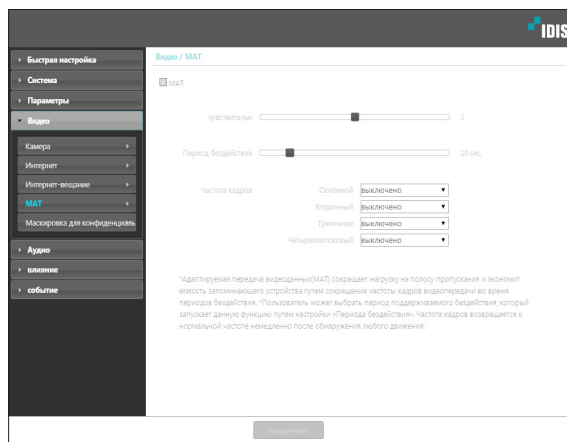 IDIS
Быстрая настройка
Система
Параметры
Видео
Камера
Интернет
Интернет-вещание
MAT
Маскировка для конфиденциаль
Аудио
влияние
событие
Видео / MAT
MAT
чувствительн 3
Период бездействия 10 sec.
Частота кадров Основной выключено
Вторичный выключено
Третичное выключено
Четырехпотоковый выключено
*Адаптируемая передача видеоданных(MAT) сокращает нагрузку на полосу пропускания и экономит
емкость запоминающего устройства путем сокращения частоты кадров видеопередачи во время
периодов бездействия. *Пользователь может выбрать период поддерживаемого бездействия, который
запускает данную функцию путем настройки «Периода бездействия». Частота кадров возвращается к
нормальной частоте немедленно после обнаружения любого движения.